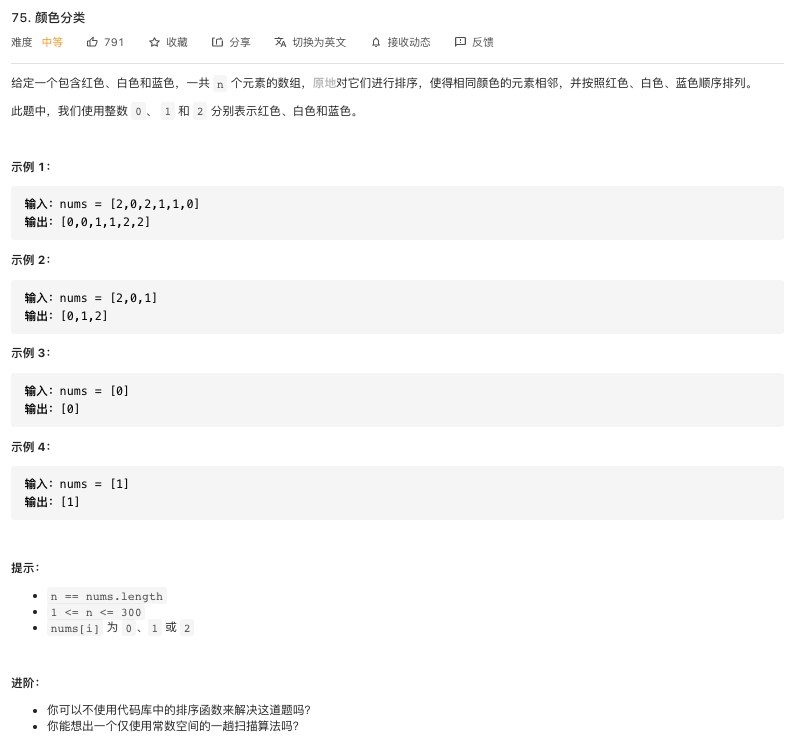 75. 颜色分类
难度 中等 791 收藏 分享 切换为英文 接收动态 反馈
给定一个包含红色、白色和蓝色，一共 n 个元素的数组，原地对它们进行排序，使得相同颜色的元素相邻，并按照红色、白色、蓝色顺序排列。
此题中，我们使用整数 0 、 1 和 2 分别表示红色、白色和蓝色。
示例 1：
输入：nums = [2,0,2,1,1,0]
输出：[0,0,1,1,2,2]
示例 2：
输入：nums = [2,0,1]
输出：[0,1,2]
示例 3：
输入：nums = [0]
输出：[0]
示例 4：
输入：nums = [1]
输出：[1]
提示：
• n == nums.length
• 1 <= n <= 300
• nums[i] 为 0 、 1 或 2
进阶：
• 你可以不使用代码库中的排序函数来解决这道题吗？
• 你能想出一个仅使用常数空间的一趟扫描算法吗？